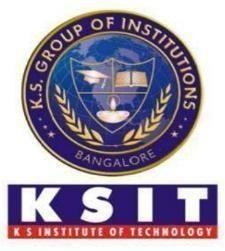 K.S. GROUP OF INSTITUTIONS
BANGALORE
KSIT
K S INSTITUTE OF TECHNOLOGY